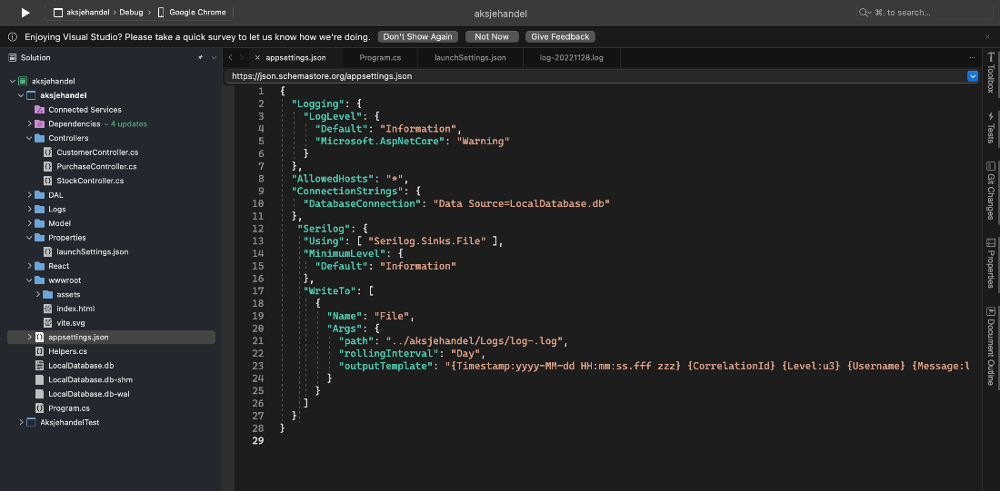 aksjehandel › Debug › Google Chrome
aksjehandel
⌘. to search...
Enjoying Visual Studio? Please take a quick survey to let us know how we're doing. Don't Show Again Not Now Give Feedback
Solution
aksjehandel
aksjehandel
Connected Services
Dependencies – 4 updates
Controllers
CustomerController.cs
PurchaseController.cs
StockController.cs
DAL
Logs
Model
Properties
launchSettings.json
React
wwwroot
assets
index.html
vite.svg
appsettings.json
Helpers.cs
LocalDatabase.db
LocalDatabase.db-shm
LocalDatabase.db-wal
Program.cs
AksjehandelTest
appsettings.json Program.cs launchSettings.json log-20221128.log
https://json.schemastore.org/appsettings.json
1 {
2 "Logging": {
3 "LogLevel": {
4 "Default": "Information",
5 "Microsoft.AspNetCore": "Warning"
6 }
7 },
8 "AllowedHosts": "*",
9 "ConnectionStrings": {
10 "DatabaseConnection": "Data Source=LocalDatabase.db"
11 },
12 "Serilog": {
13 "Using": [ "Serilog.Sinks.File" ],
14 "MinimumLevel": {
15 "Default": "Information"
16 },
17 "WriteTo": [
18 {
19 "Name": "File",
20 "Args": {
21 "path": "../aksjehandel/Logs/log-.log",
22 "rollingInterval": "Day",
23 "outputTemplate": "{Timestamp:yyyy-MM-dd HH:mm:ss.fff zzz} {CorrelationId} {Level:u3} {Username} {Message:l
24 }
25 }
26 ]
27 }
28 }
29
Toolbox
Tests
Git Changes
Properties
Document Outline